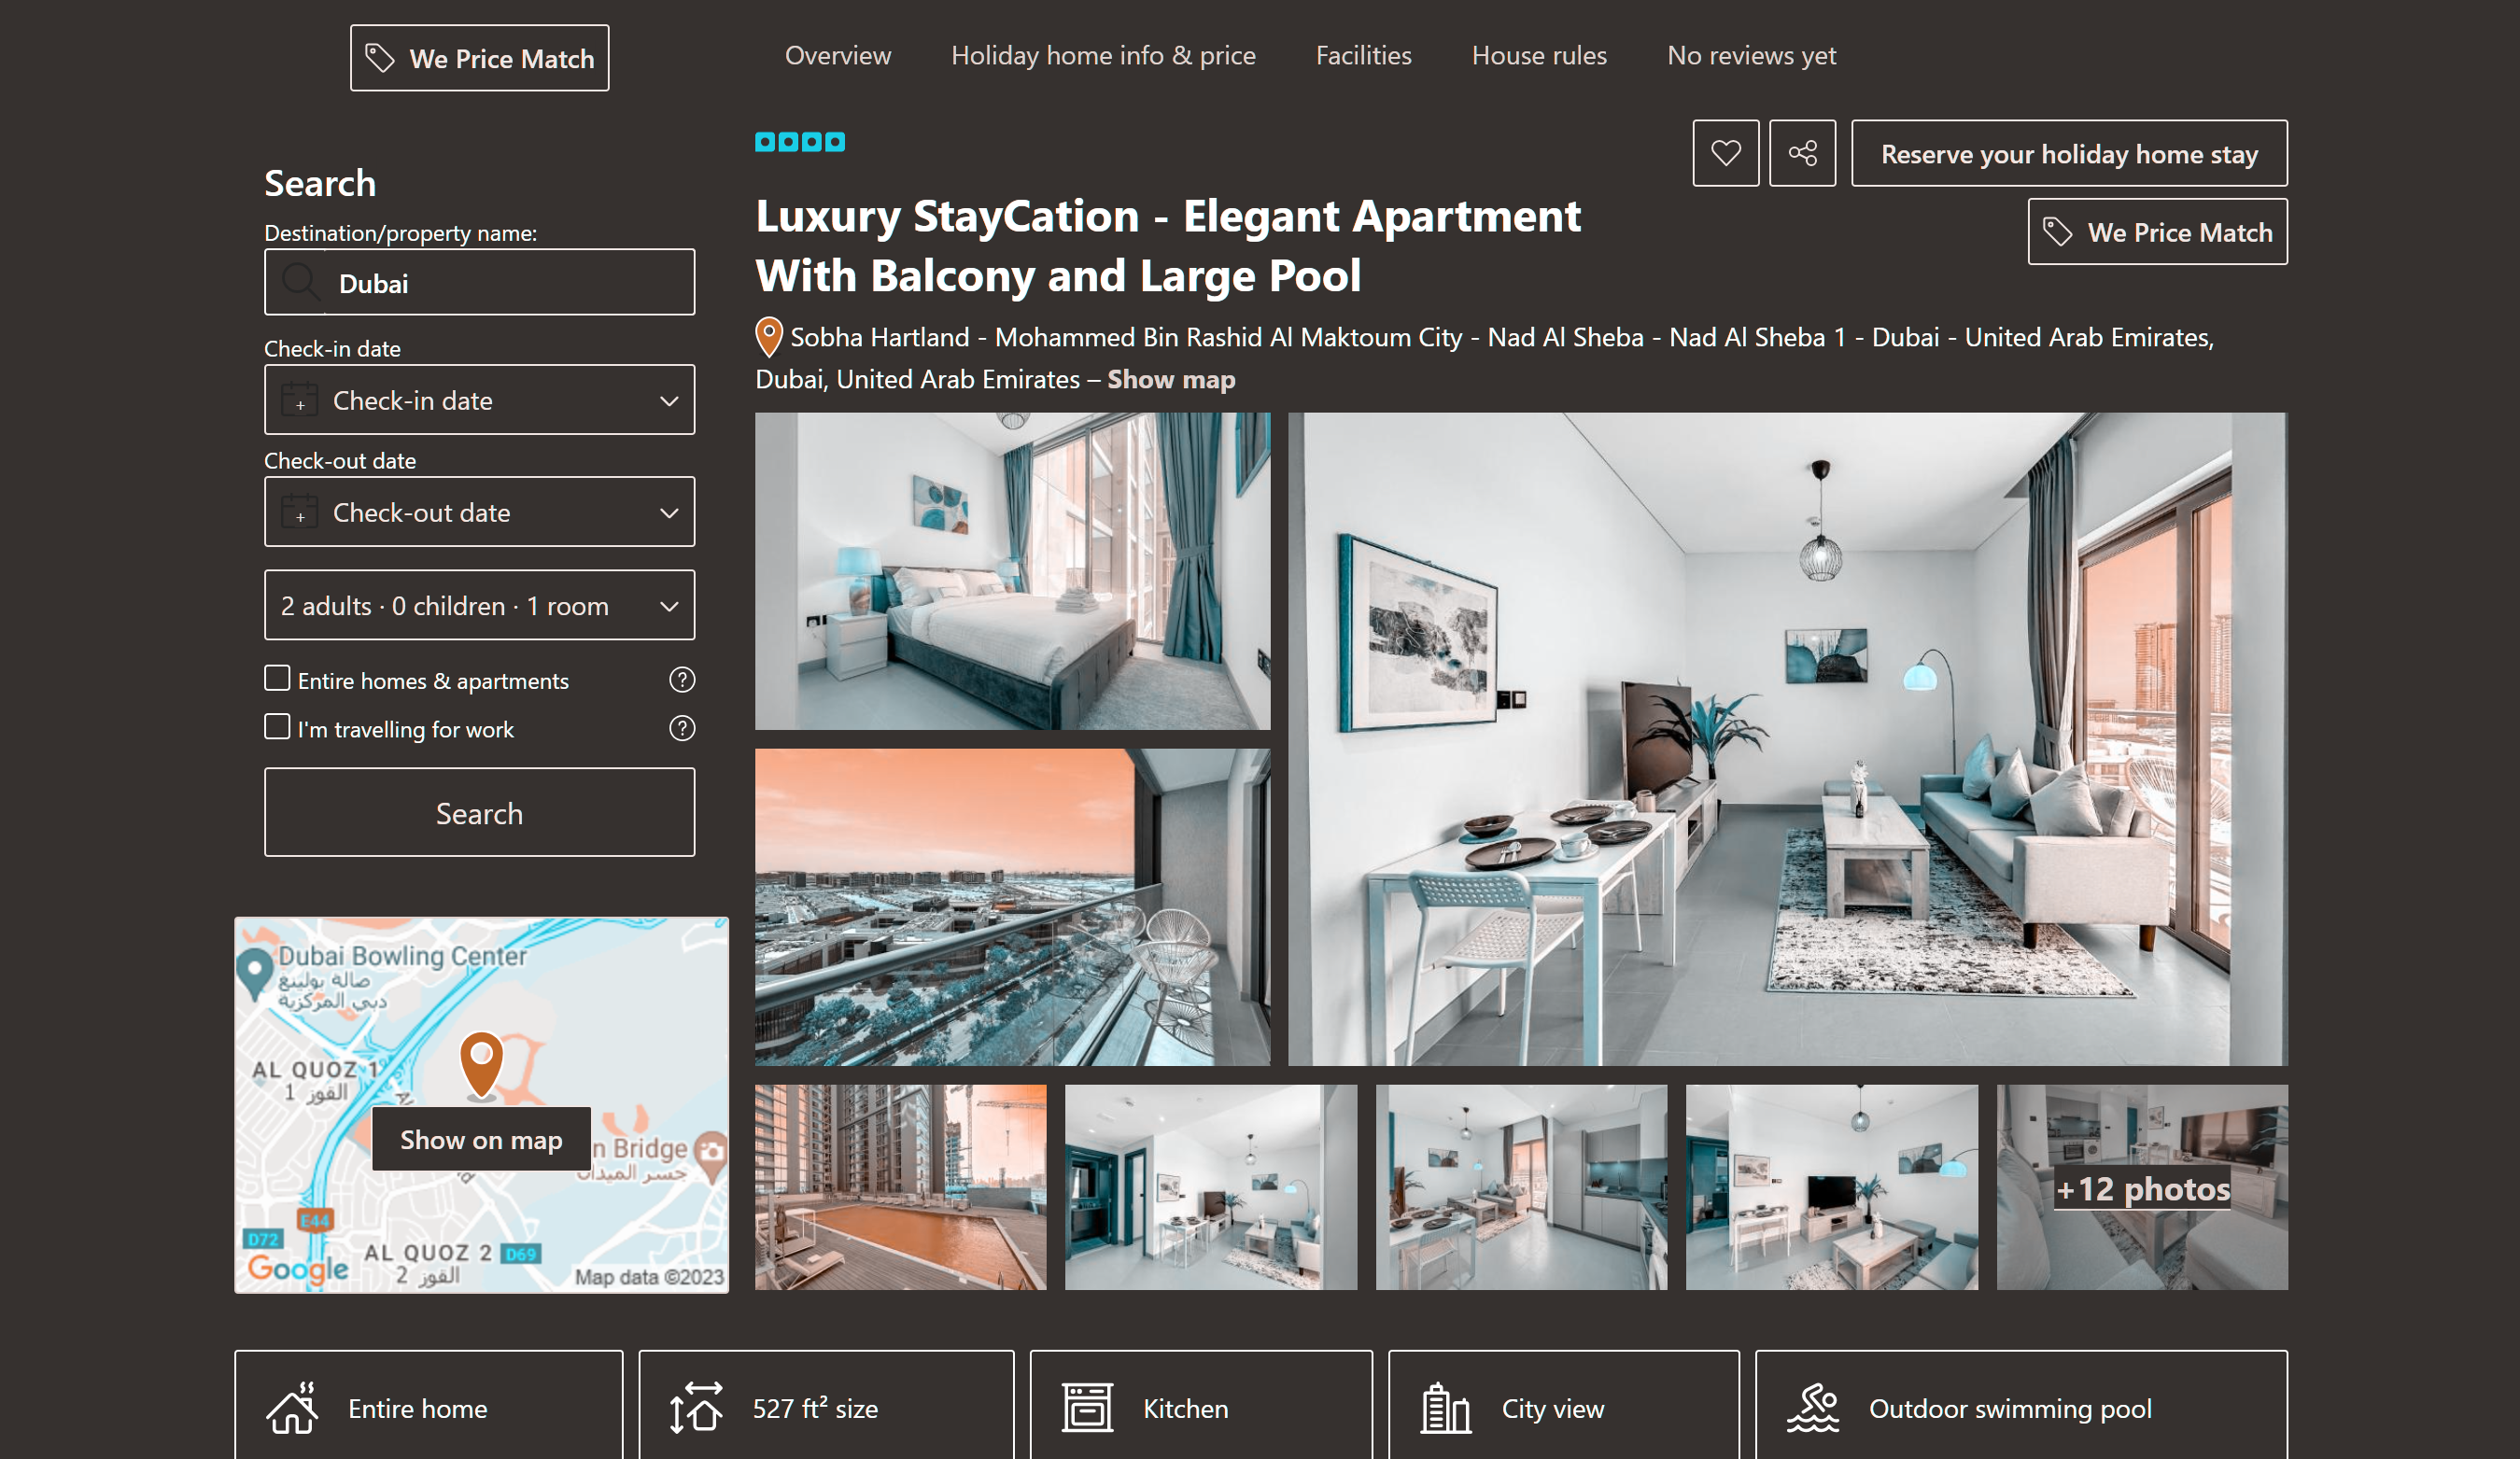 We Price Match
Overview
Holiday home info & price
Facilities
House rules
No reviews yet
Search
Destination/property name:
Dubai
Check-in date
Check-in date
Check-out date
Check-out date
2 adults · 0 children · 1 room
Entire homes & apartments
I'm travelling for work
Search
Reserve your holiday home stay
We Price Match
Luxury StayCation - Elegant Apartment
With Balcony and Large Pool
Sobha Hartland - Mohammed Bin Rashid Al Maktoum City - Nad Al Sheba - Nad Al Sheba 1 - Dubai - United Arab Emirates,
Dubai, United Arab Emirates – Show map
Dubai Bowling Center
صالة بولينغ
دبي المركزية
AL QUOZ 1
القوز 1
Show on map
n Bridge
جسر الميدان
E44
D72
AL QUOZ 2
D69
القوز 2
Google
Map data ©2023
+12 photos
Entire home
527 ft² size
Kitchen
City view
Outdoor swimming pool